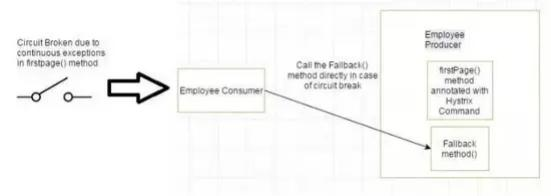 Circuit Broken due to
continuous exceptions
in firstpage() method
Employee Consumer
Call the Fallback()
method directly in case
of circuit break
Employee
Producer
firstPage()
method
annotated with
Hystrix
Command
Fallback
method()